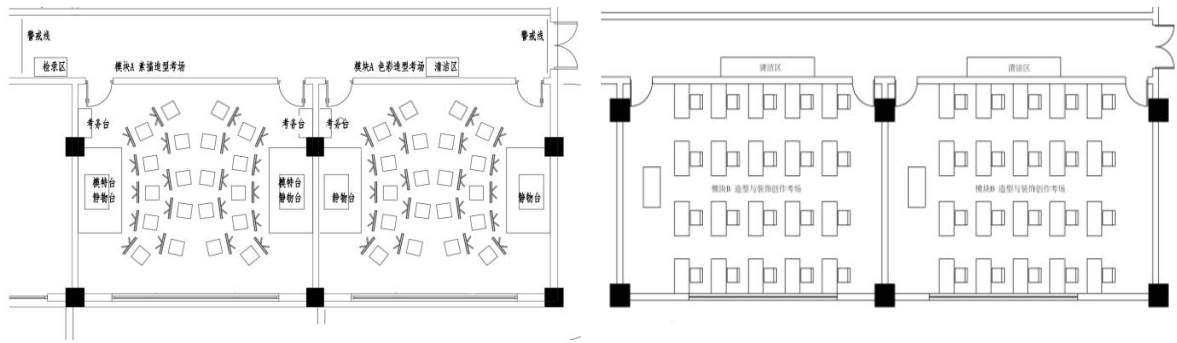 警戒线
警戒线
检录区
模块A 素描造型考场
模块A 色彩造型考场
清洁区
考务台
考务台
考务台
模特台
静物台
模特台
静物台
静物台
静物台
清洁区
清洁区
模块B 造型与装饰创作考场
模块B 造型与装饰创作考场